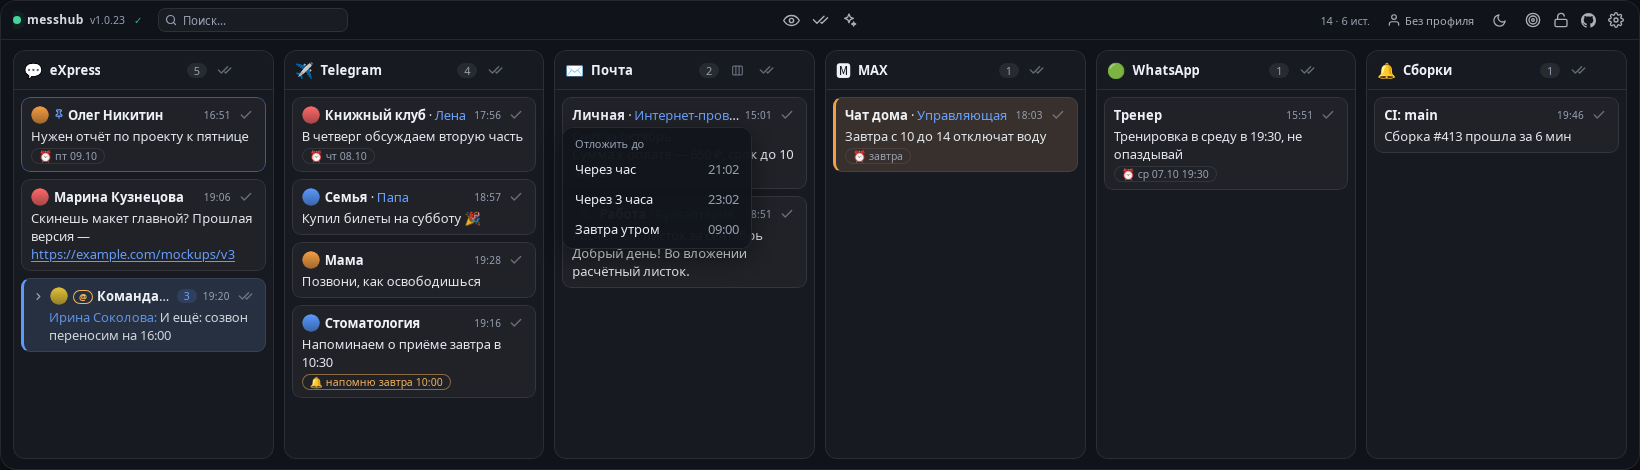 messhub v1.0.23 ✓
Поиск...
14 · 6 ист.
Без профиля
💬 eXpress 5
Олег Никитин 16:51
Нужен отчёт по проекту к пятнице
⏰ пт 09.10
Марина Кузнецова 19:06
Скинешь макет главной? Прошлая
версия —
https://example.com/mockups/v3
@ Команда... 3 19:20
Ирина Соколова: И ещё: созвон
переносим на 16:00
✈️ Telegram 4
Книжный клуб · Лена 17:56
В четверг обсуждаем вторую часть
⏰ чт 08.10
Семья · Папа 18:57
Купил билеты на субботу 🎉
Мама 19:28
Позвони, как освободишься
Стоматология 19:16
Напоминаем о приёме завтра в
10:30
🔔 напомню завтра 10:00
✉️ Почта 2
Личная · Интернет-пров... 15:01
к до 10
Отложить до
Через час 21:02
Через 3 часа 23:02
Завтра утром 09:00
Работа
8:51
Добрый день! Во вложении
расчётный листок.
M MAX 1
Чат дома · Управляющая 18:03
Завтра с 10 до 14 отключат воду
⏰ завтра
🟢 WhatsApp 1
Тренер 15:51
Тренировка в среду в 19:30, не
опаздывай
⏰ ср 07.10 19:30
🔔 Сборки 1
CI: main 19:46
Сборка #413 прошла за 6 мин